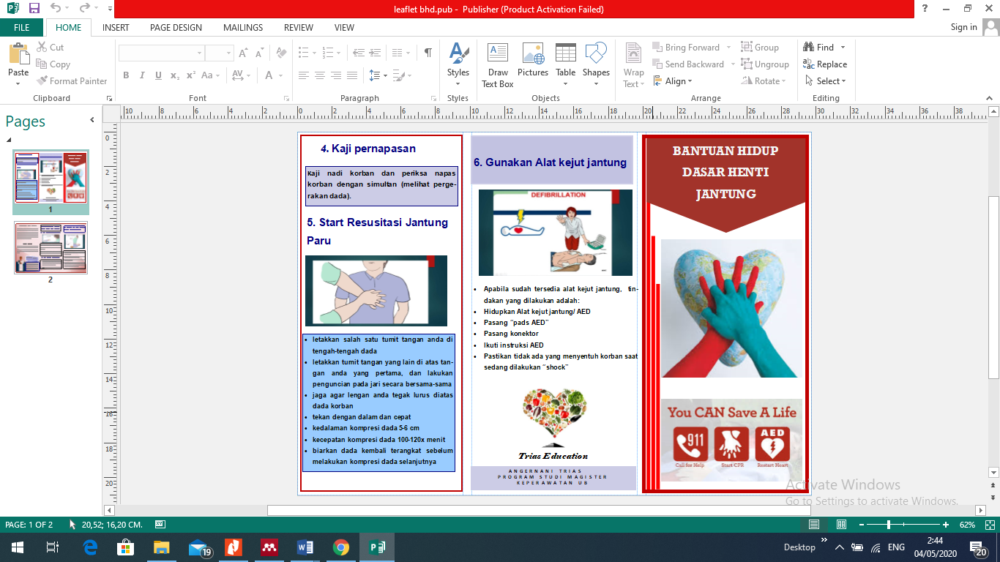 leaflet bhd.pub - Publisher (Product Activation Failed)
FILE HOME INSERT PAGE DESIGN MAILINGS REVIEW VIEW Sign in
Paste
Cut
Copy
Format Painter
Clipboard
Font
Paragraph
Styles
Styles
Draw Text Box
Pictures
Table
Shapes
Objects
Wrap Text
Bring Forward
Send Backward
Align
Group
Ungroup
Rotate
Arrange
Find
Replace
Select
Editing
Pages
1
2
4. Kaji pernapasan
Kaji nadi korban dan periksa napas
korban dengan simultan (melihat perge-
rakan dada).
5. Start Resusitasi Jantung
Paru
• letakkan salah satu tumit tangan anda di
tengah-tengah dada
• letakkan tumit tangan yang lain di atas tan-
gan anda yang pertama, dan lakukan
penguncian pada jari secara bersama-sama
• jaga agar lengan anda tegak lurus diatas
dada korban
• tekan dengan dalam dan cepat
• kedalaman kompresi dada 5-6 cm
• kecepatan kompresi dada 100-120x menit
• biarkan dada kembali terangkat sebelum
melakukan kompresi dada selanjutnya
6. Gunakan Alat kejut jantung
DEFIBRILLATION
• Apabila sudah tersedia alat kejut jantung, tin-
dakan yang dilakukan adalah:
• Hidupkan Alat kejut jantung/ AED
• Pasang "pads AED"
• Pasang konektor
• Ikuti instruksi AED
• Pastikan tidak ada yang menyentuh korban saat
sedang dilakukan "shock"
Trias Education
ANGERNANI TRIAS
PROGRAM STUDI MAGISTER
KEPERAWATAN UB
BANTUAN HIDUP
DASAR HENTI
JANTUNG
You CAN Save A Life
911
AED
Call for Help
Start CPR
Restart Heart
Activate Windows
Go to Settings to activate Windows.
PAGE: 1 OF 2 20,52; 16,20 CM. 62%
19
Desktop
ENG
2:44
04/05/2020
20